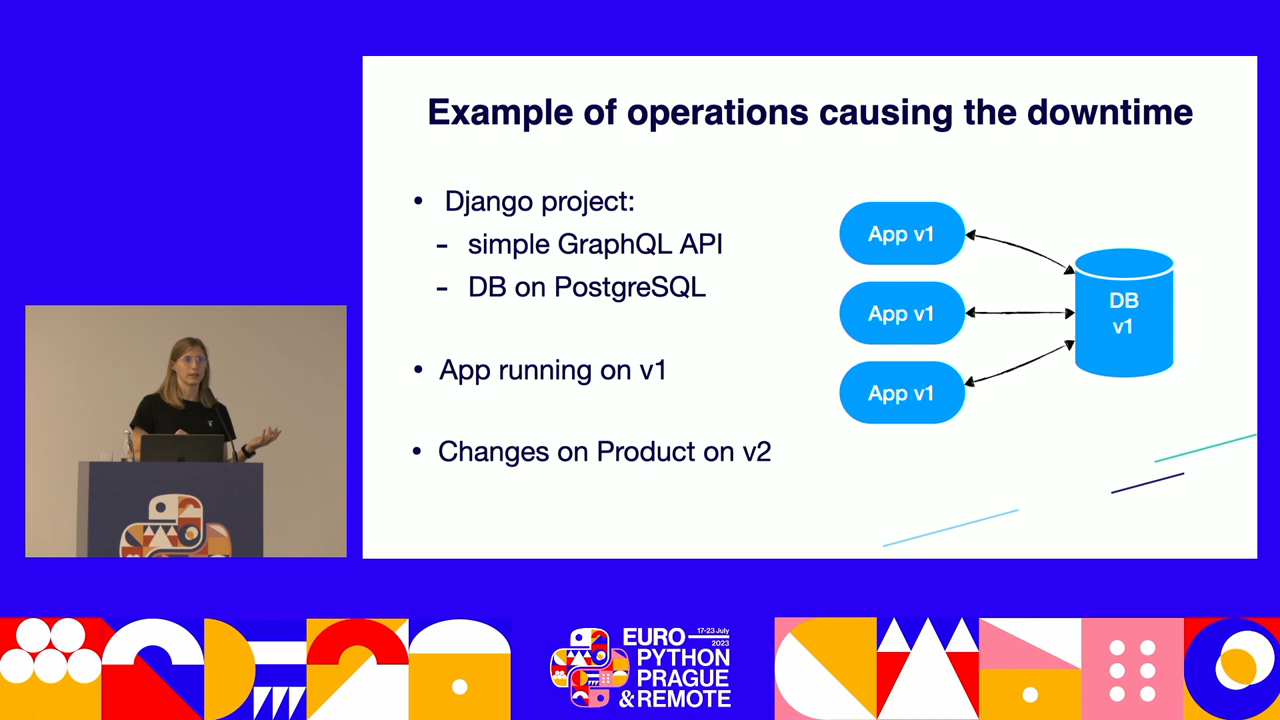 Example of operations causing the downtime
• Django project:
- simple GraphQL API
- DB on PostgreSQL
• App running on v1
• Changes on Product on v2
App v1
App v1
App v1
DB
v1
EURO 17-23 July
2023
PYTHON
PRAGUE
& REMOTE